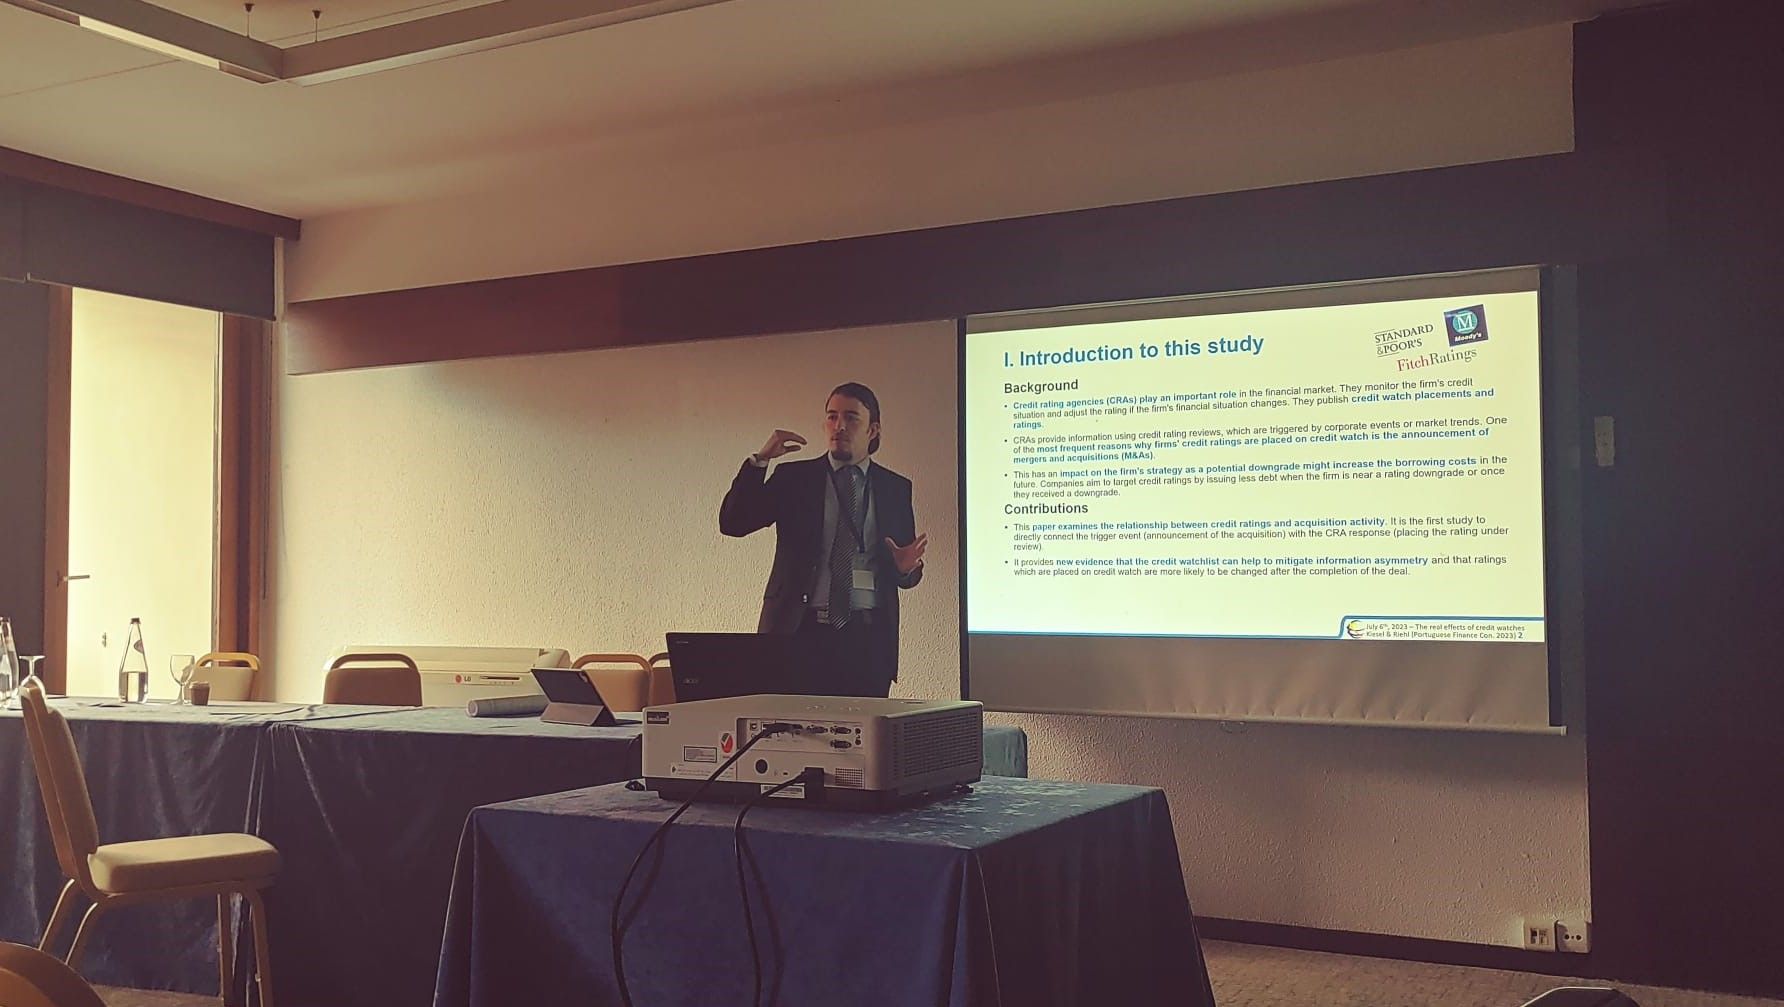 STANDARD
&POOR'S
M
Moody's
FitchRatings
I. Introduction to this study
Background
• Credit rating agencies (CRAs) play an important role in the financial market. They monitor the firm's credit
situation and adjust the rating if the firm's financial situation changes. They publish credit watch placements and
ratings.
• CRAs provide information using credit rating reviews, which are triggered by corporate events or market trends. One
of the most frequent reasons why firms' credit ratings are placed on credit watch is the announcement of
mergers and acquisitions (M&As).
• This has an impact on the firm's strategy as a potential downgrade might increase the borrowing costs in the
future. Companies aim to target credit ratings by issuing less debt when the firm is near a rating downgrade or once
they received a downgrade.
Contributions
• This paper examines the relationship between credit ratings and acquisition activity. It is the first study to
directly connect the trigger event (announcement of the acquisition) with the CRA response (placing the rating under
review).
• It provides new evidence that the credit watchlist can help to mitigate information asymmetry and that ratings
which are placed on credit watch are more likely to be changed after the completion of the deal.
July 6th, 2023 – The real effects of credit watches
Kiesel & Riehl (Portuguese Finance Con. 2023) 2
LG
acer